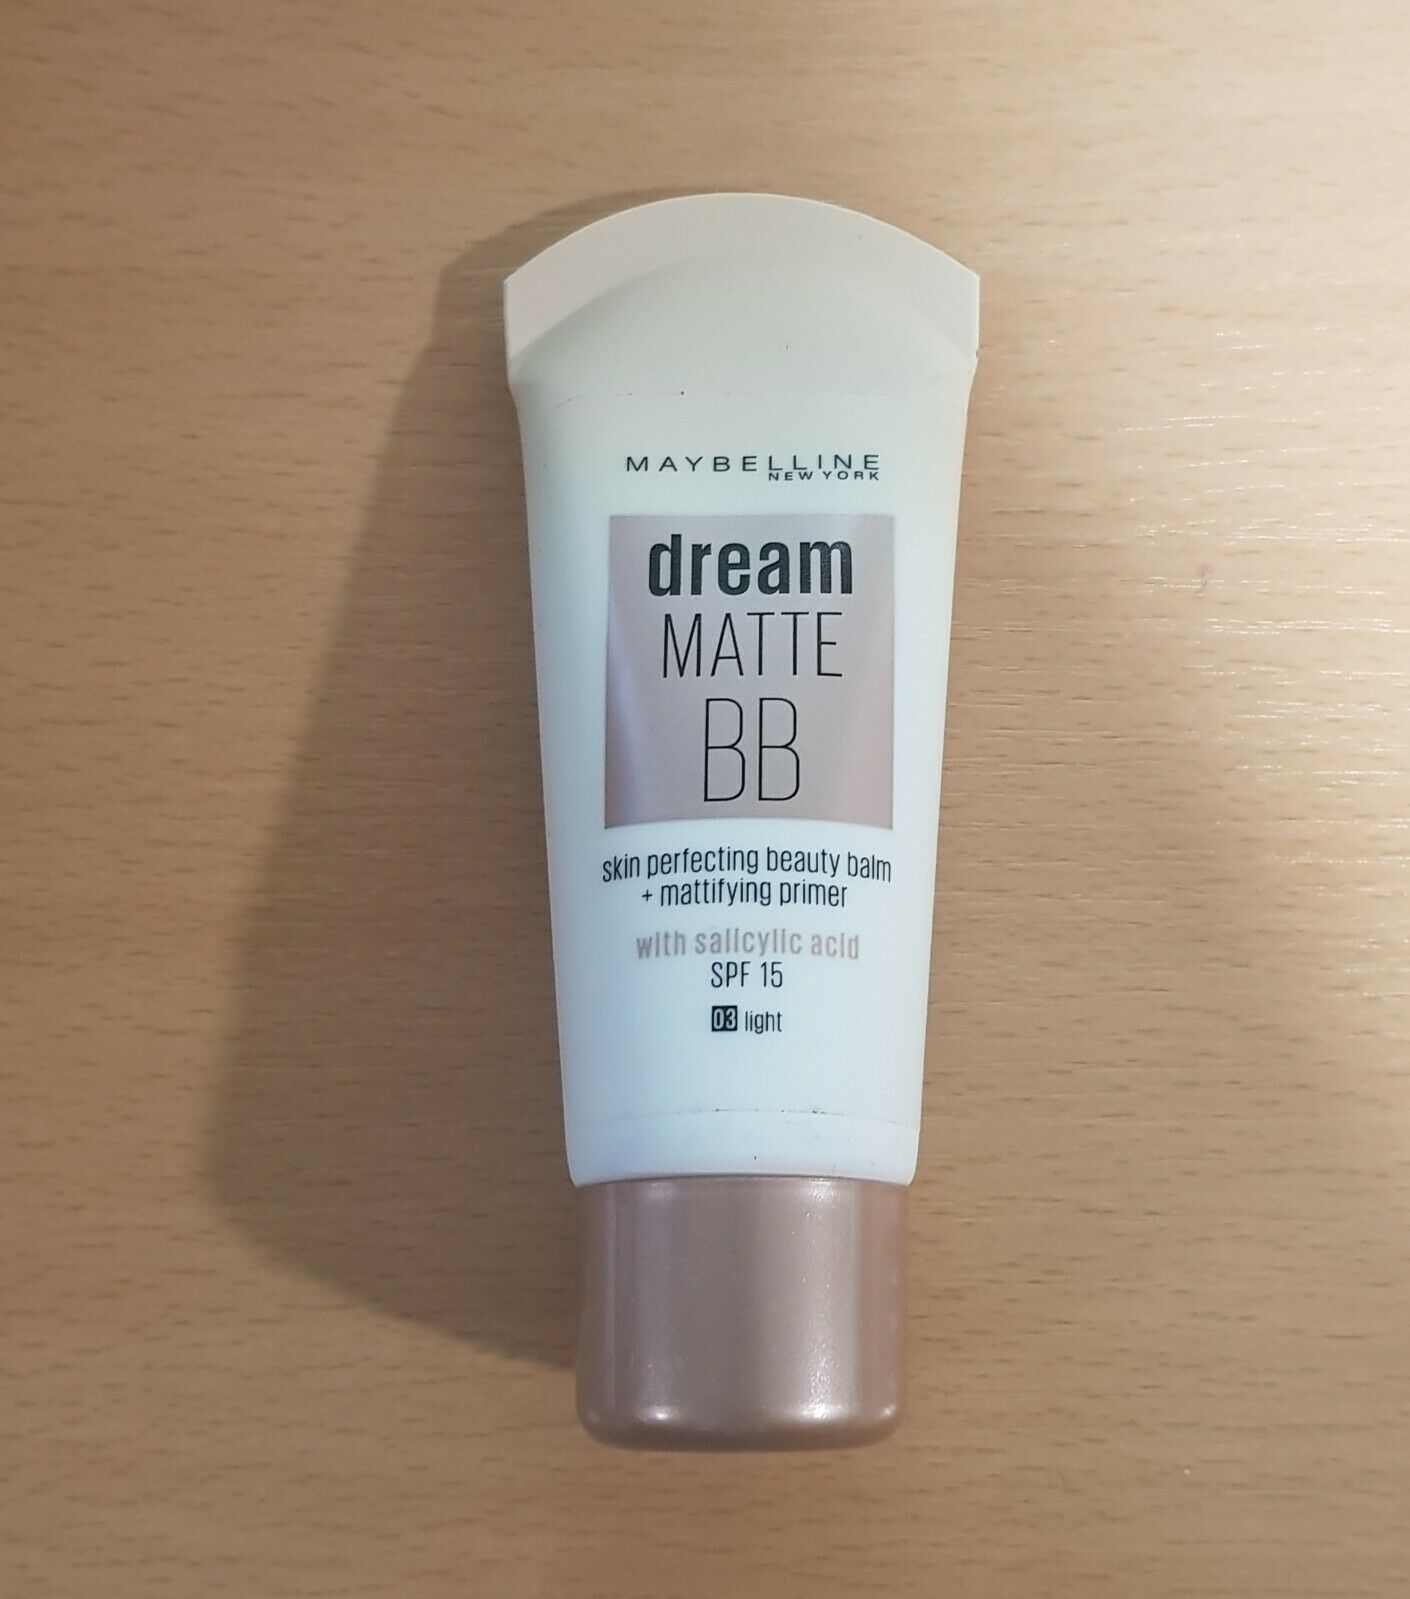 MAYBELLINE
NEW YORK
dream
MATTE
BB
skin perfecting beauty balm
+ mattifying primer
with salicylic acid
SPF 15
03 light